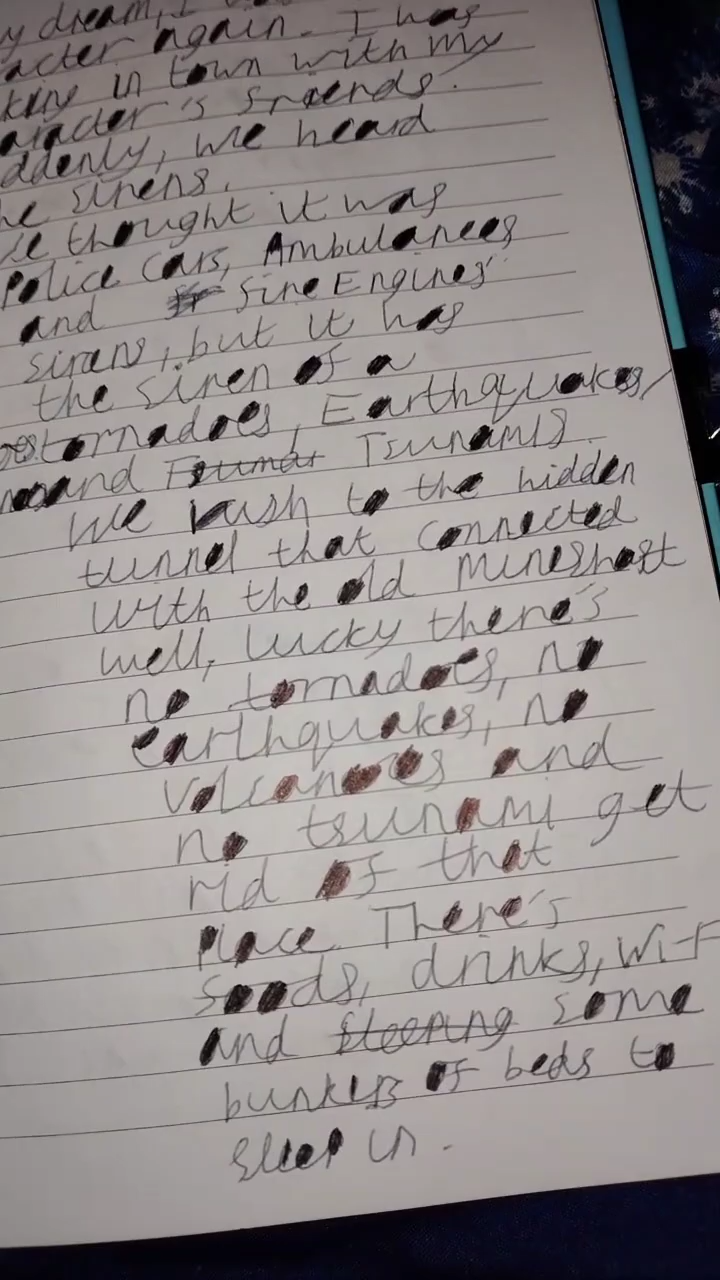 y dream, I
acter again. I was
king in town with my
aracter's friends.
ddenly, we heard
he sirens.
e thought it was
Police Cars, Ambulances
and fire Engines'
sirens, but it was
the siren of a
tornadoes, Earthquakes,
and Tsunamis.
We rush to the hidden
tunnel that connected
with the old mineshaft
well, lucky there's
no tornadoes, no
earthquakes, no
volcanoes and
no tsunami get
rid of that
place. There's
foods, drinks, Wi-F
and some
bunkers of beds to
sleep in.